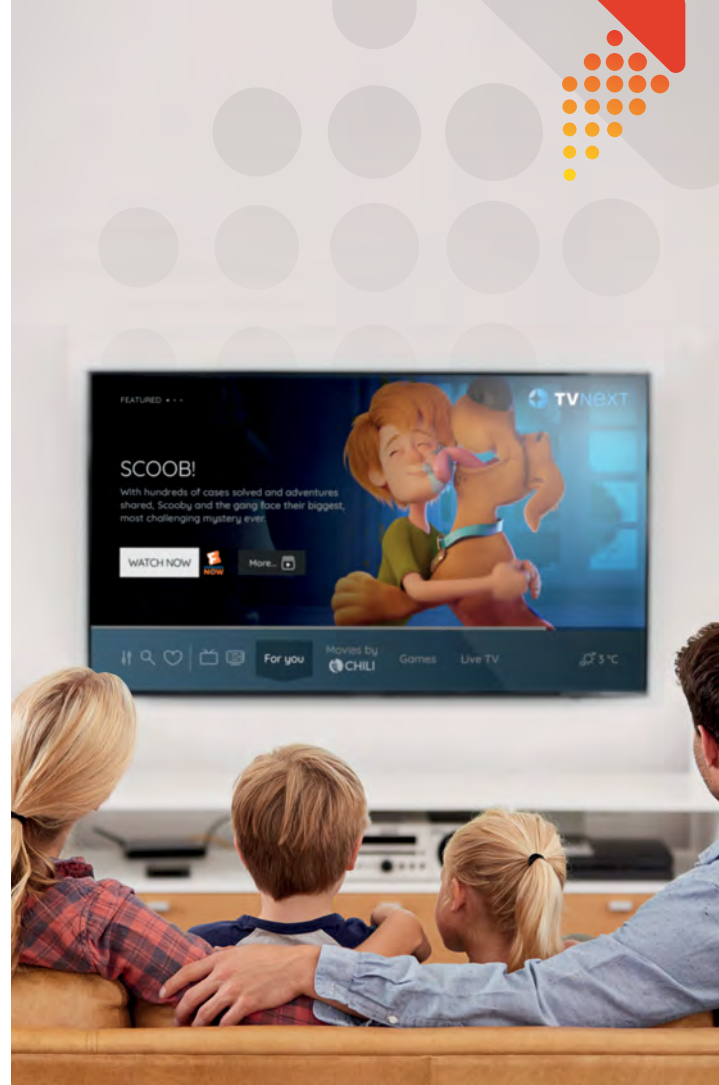 FEATURED
TVNEXT
SCOOB!
With hundreds of cases solved and adventures
shared, Scooby and the gang face their biggest,
most challenging mystery ever.
WATCH NOW
NOW
More...
For you
Movies by
CHILI
Games
Live TV
3 °C